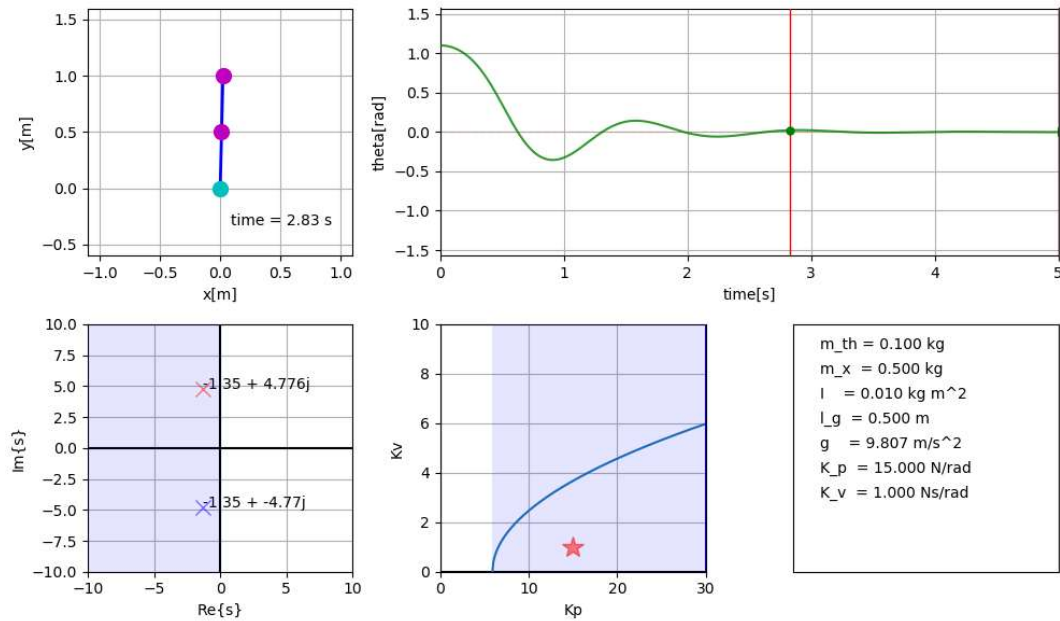 1.5
1.0
0.5
0.0
−0.5
y[m]
time = 2.83 s
−1.0
−0.5
0.0
0.5
1.0
x[m]
1.5
1.0
0.5
0.0
−0.5
−1.0
−1.5
theta[rad]
0
1
2
3
4
5
time[s]
10.0
7.5
5.0
2.5
0.0
−2.5
−5.0
−7.5
−10.0
Im{s}
-1.35 + 4.776j
-1.35 + -4.77j
−10
−5
0
5
10
Re{s}
10
8
6
4
2
0
Kv
0
10
20
30
Kp
m_th = 0.100 kg
m_x = 0.500 kg
I = 0.010 kg m^2
l_g = 0.500 m
g = 9.807 m/s^2
K_p = 15.000 N/rad
K_v = 1.000 Ns/rad